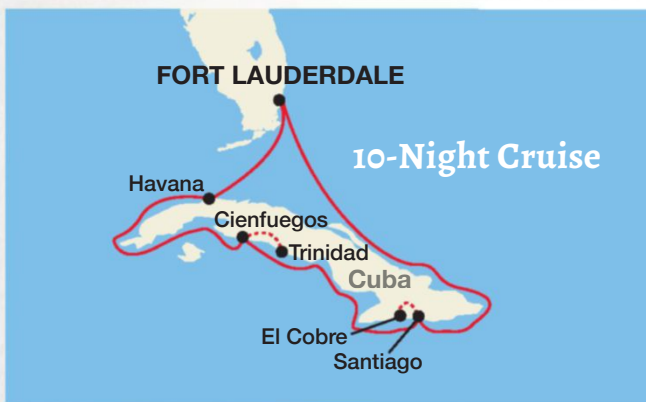 FORT LAUDERDALE
10-Night Cruise
Havana
Cienfuegos
Trinidad
Cuba
El Cobre
Santiago